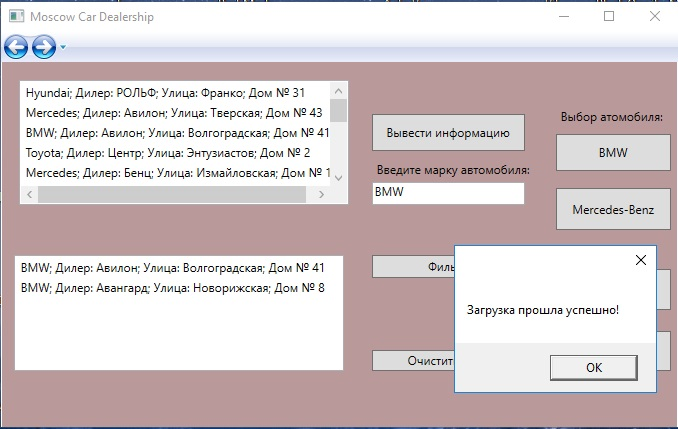 Moscow Car Dealership
Hyundai; Дилер: РОЛЬФ; Улица: Франко; Дом № 31
Mercedes; Дилер: Авилон; Улица: Тверская; Дом № 43
BMW; Дилер: Авилон; Улица: Волгоградская; Дом № 41
Toyota; Дилер: Центр; Улица: Энтузиастов; Дом № 2
Mercedes; Дилер: Бенц; Улица: Измайловская; Дом № 1
Вывести информацию
Введите марку автомобиля:
BMW
Выбор атомобиля:
BMW
Mercedes-Benz
BMW; Дилер: Авилон; Улица: Волгоградская; Дом № 41
BMW; Дилер: Авангард; Улица: Новорижская; Дом № 8
Филь
Очистит
Загрузка прошла успешно!
OK